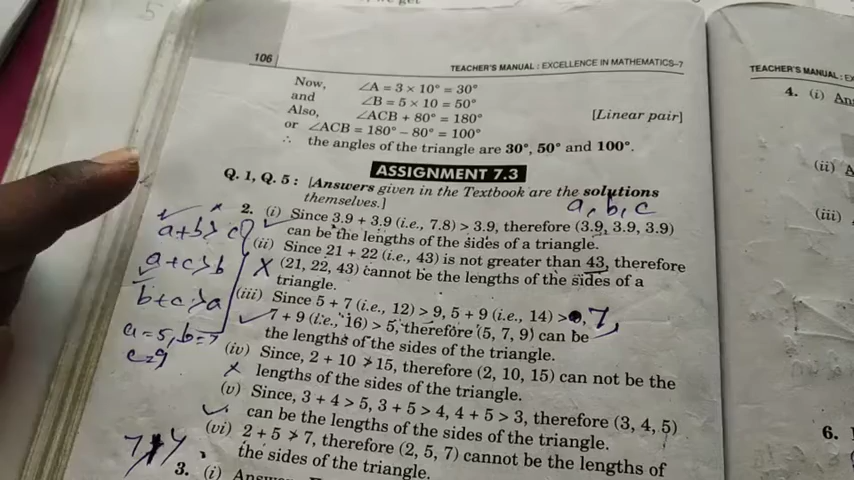 106
TEACHER'S MANUAL : EXCELLENCE IN MATHEMATICS–7
Now, ∠A = 3 × 10° = 30°
and ∠B = 5 × 10 = 50°
Also, ∠ACB + 80° = 180° [Linear pair]
or ∠ACB = 180° – 80° = 100°
∴ the angles of the triangle are 30°, 50° and 100°.
ASSIGNMENT 7.3
Q. 1, Q. 5 : [Answers given in the Textbook are the solutions
themselves.]
a, b, c
2. (i) Since 3.9 + 3.9 (i.e., 7.8) > 3.9, therefore (3.9, 3.9, 3.9)
can be the lengths of the sides of a triangle.
(ii) Since 21 + 22 (i.e., 43) is not greater than 43, therefore
(21, 22, 43) cannot be the lengths of the sides of a
triangle.
(iii) Since 5 + 7 (i.e., 12) > 9, 5 + 9 (i.e., 14) > 7,
7 + 9 (i.e., 16) > 5, therefore (5, 7, 9) can be
the lengths of the sides of the triangle.
(iv) Since, 2 + 10 ≯ 15, therefore (2, 10, 15) can not be the
lengths of the sides of the triangle.
(v) Since, 3 + 4 > 5, 3 + 5 > 4, 4 + 5 > 3, therefore (3, 4, 5)
can be the lengths of the sides of the triangle.
(vi) 2 + 5 ≯ 7, therefore (2, 5, 7) cannot be the lengths of
the sides of the triangle.
3. (i)
a+b>c
a+c>b
b+c>a
a=5, b=7
c=9
TEACHER'S MANUAL : EX
4. (i)
(ii)
(iii)
6.